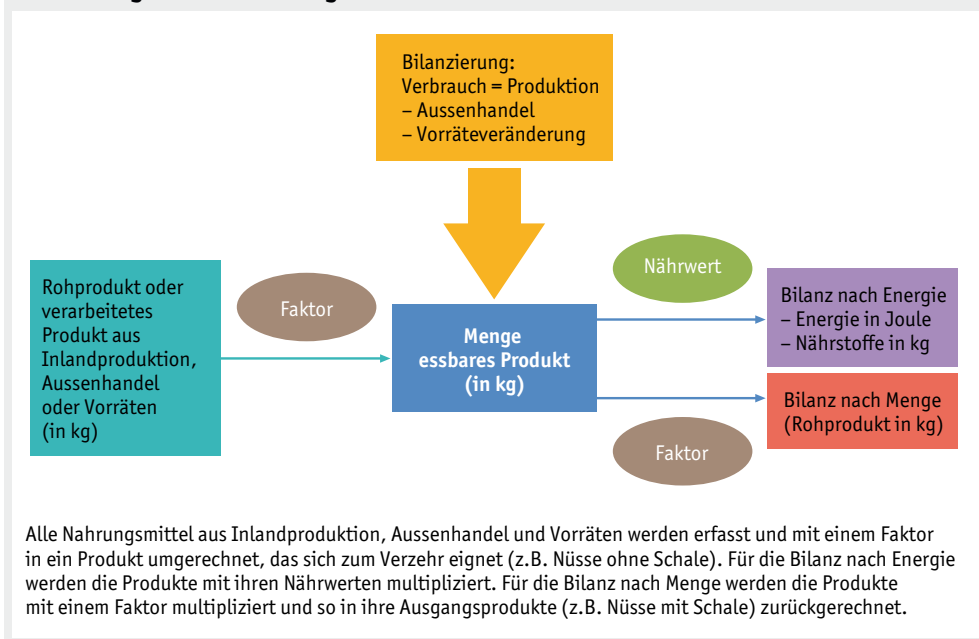 Bilanzierung:
Verbrauch = Produktion
– Aussenhandel
– Vorräteveränderung
Rohprodukt oder
verarbeitetes
Produkt aus
Inlandproduktion,
Aussenhandel
oder Vorräten
(in kg)
Faktor
Menge
essbares Produkt
(in kg)
Nährwert
Bilanz nach Energie
– Energie in Joule
– Nährstoffe in kg
Bilanz nach Menge
(Rohprodukt in kg)
Faktor
Alle Nahrungsmittel aus Inlandproduktion, Aussenhandel und Vorräten werden erfasst und mit einem Faktor
in ein Produkt umgerechnet, das sich zum Verzehr eignet (z.B. Nüsse ohne Schale). Für die Bilanz nach Energie
werden die Produkte mit ihren Nährwerten multipliziert. Für die Bilanz nach Menge werden die Produkte
mit einem Faktor multipliziert und so in ihre Ausgangsprodukte (z.B. Nüsse mit Schale) zurückgerechnet.